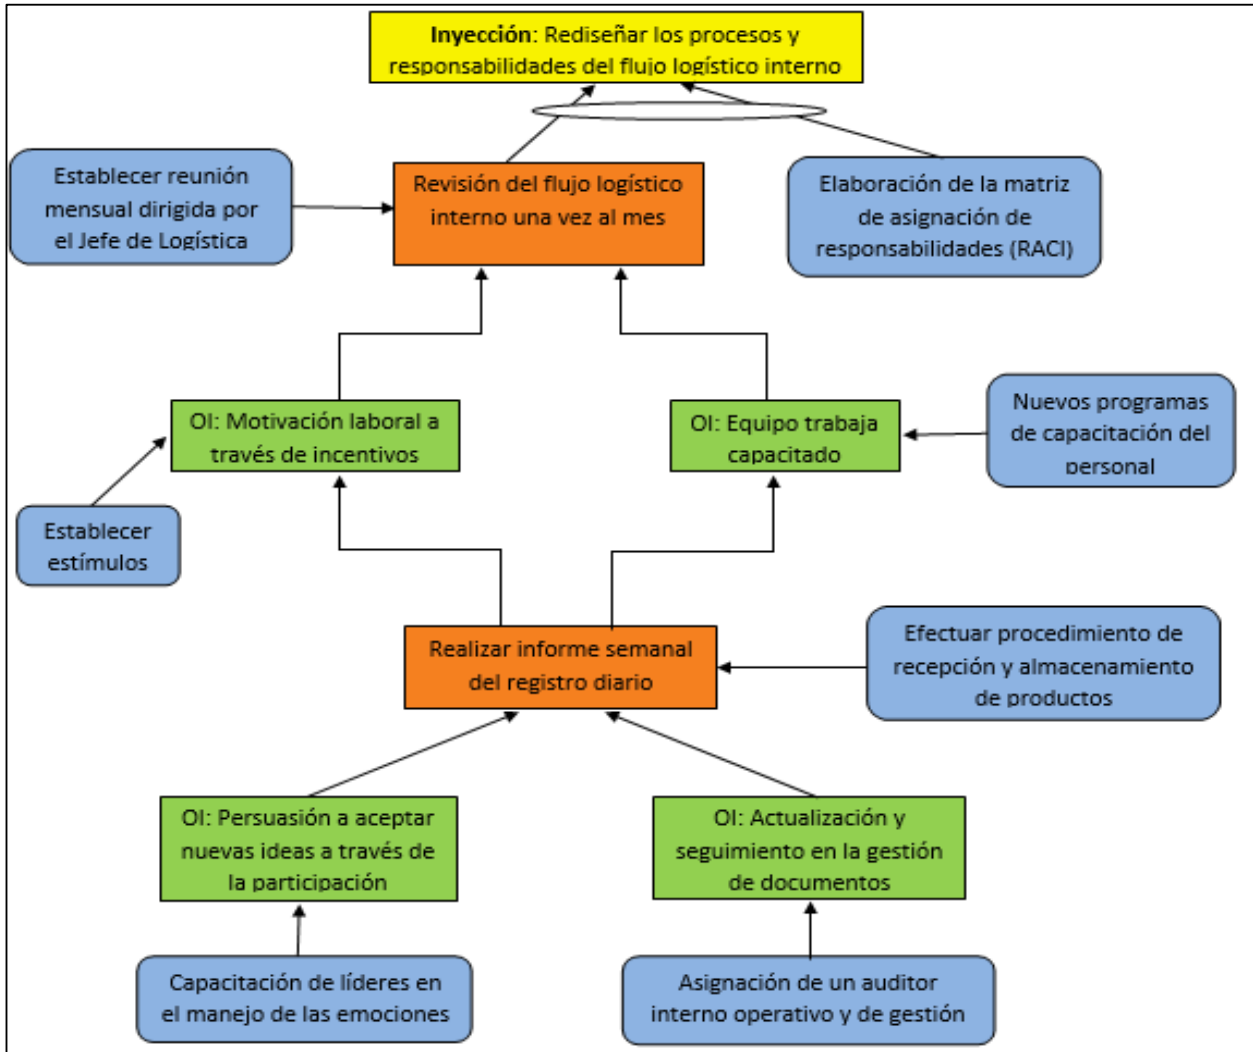 Inyección: Rediseñar los procesos y
responsabilidades del flujo logístico interno
Establecer reunión
mensual dirigida por
el Jefe de Logística
Revisión del flujo logístico
interno una vez al mes
Elaboración de la matriz
de asignación de
responsabilidades (RACI)
OI: Motivación laboral a
través de incentivos
OI: Equipo trabaja
capacitado
Nuevos programas
de capacitación del
personal
Establecer
estímulos
Realizar informe semanal
del registro diario
Efectuar procedimiento de
recepción y almacenamiento
de productos
OI: Persuasión a aceptar
nuevas ideas a través de
la participación
OI: Actualización y
seguimiento en la gestión
de documentos
Capacitación de líderes en
el manejo de las emociones
Asignación de un auditor
interno operativo y de gestión